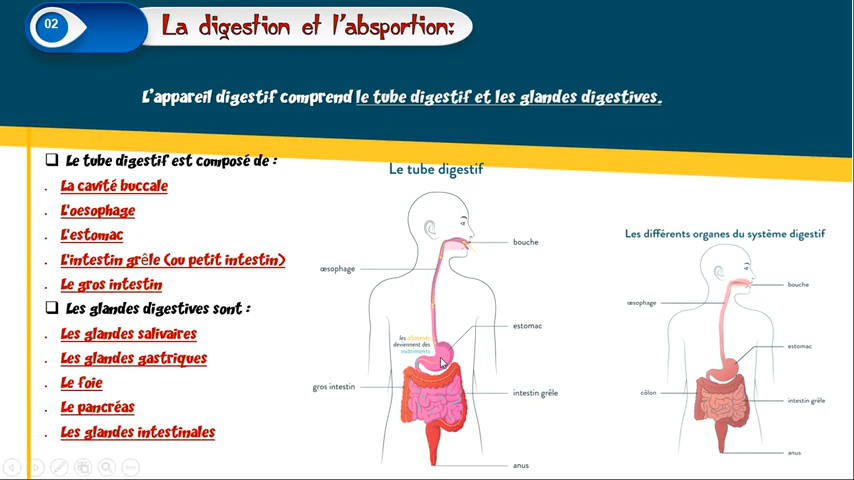 02
La digestion et l'absportion:
L'appareil digestif comprend le tube digestif et les glandes digestives.
Le tube digestif est composé de :
La cavité buccale
L'oesophage
L'estomac
L'intestin grêle (ou petit intestin)
Le gros intestin
Les glandes digestives sont :
Les glandes salivaires
Les glandes gastriques
Le foie
Le pancréas
Les glandes intestinales
Le tube digestif
bouche
œsophage
estomac
les aliments
deviennent des
nutriments
gros intestin
intestin grêle
anus
Les différents organes du système digestif
bouche
œsophage
estomac
côlon
intestin grêle
anus